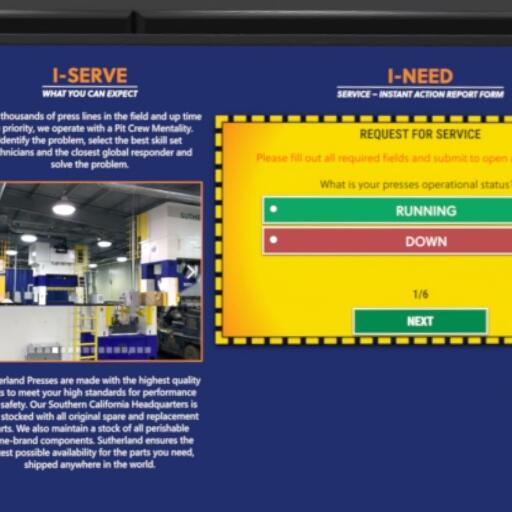 I-SERVE
WHAT YOU CAN EXPECT
thousands of press lines in the field and up time
priority, we operate with a Pit Crew Mentality.
identify the problem, select the best skill set
hnicians and the closest global responder and
solve the problem.
erland Presses are made with the highest quality
s to meet your high standards for performance
safety. Our Southern California Headquarters is
stocked with all original spare and replacement
rts. We also maintain a stock of all perishable
me-brand components. Sutherland ensures the
est possible availability for the parts you need,
shipped anywhere in the world.
I-NEED
SERVICE – INSTANT ACTION REPORT FORM
REQUEST FOR SERVICE
Please fill out all required fields and submit to open
What is your presses operational status?
RUNNING
DOWN
1/6
NEXT